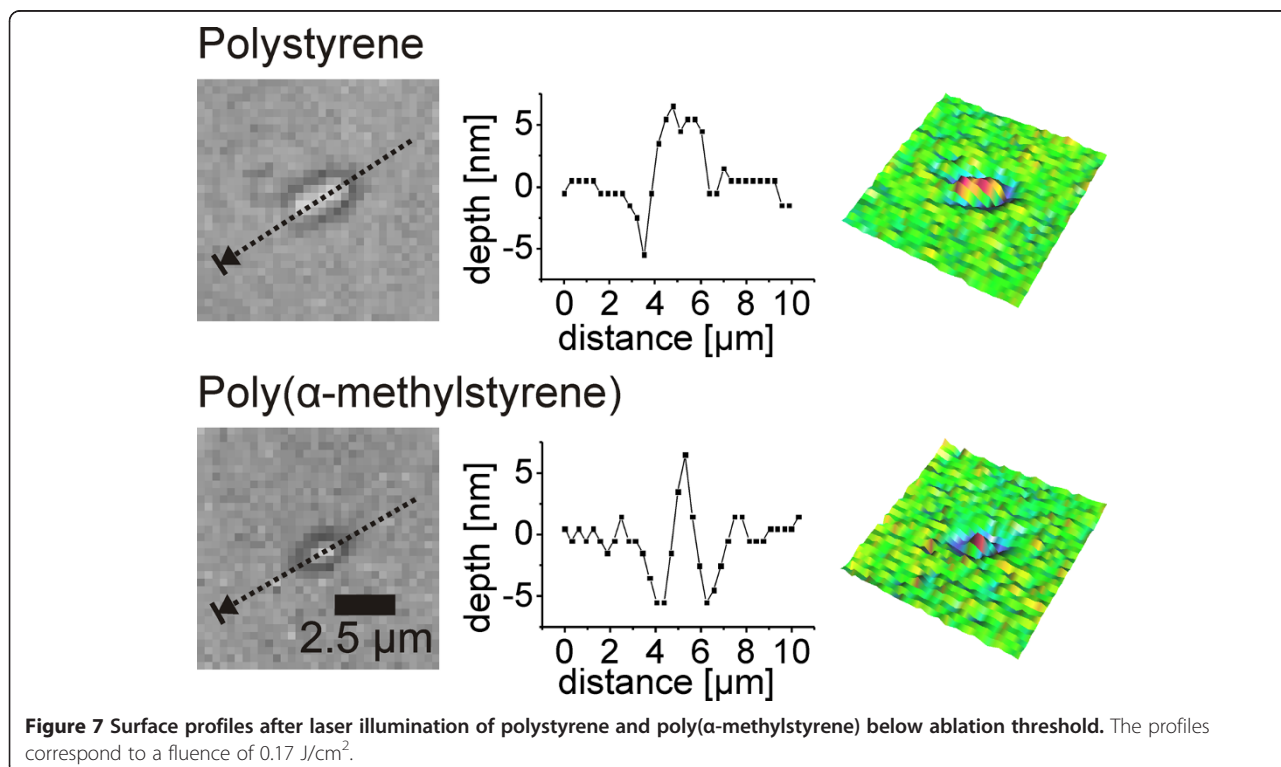 Polystyrene
depth [nm]
5
0
-5
0 2 4 6 8 10
distance [µm]
Poly(α-methylstyrene)
2.5 µm
depth [nm]
5
0
-5
0 2 4 6 8 10
distance [µm]
Figure 7 Surface profiles after laser illumination of polystyrene and poly(α-methylstyrene) below ablation threshold. The profiles
correspond to a fluence of 0.17 J/cm².